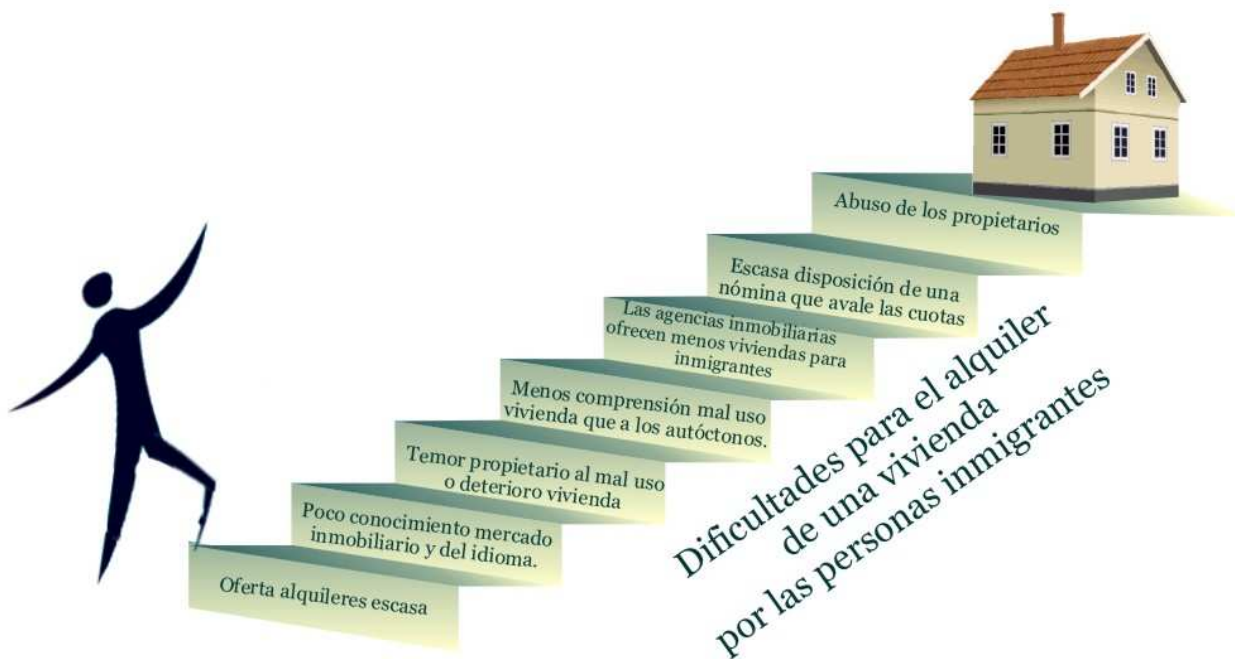 Abuso de los propietarios
Escasa disposición de una
nómina que avale las cuotas
Las agencias inmobiliarias
ofrecen menos viviendas para
inmigrantes
Menos comprensión mal uso
vivienda que a los autóctonos.
Temor propietario al mal uso
o deterioro vivienda
Poco conocimiento mercado
inmobiliario y del idioma.
Oferta alquileres escasa
Dificultades para el alquiler
de una vivienda
por las personas inmigrantes